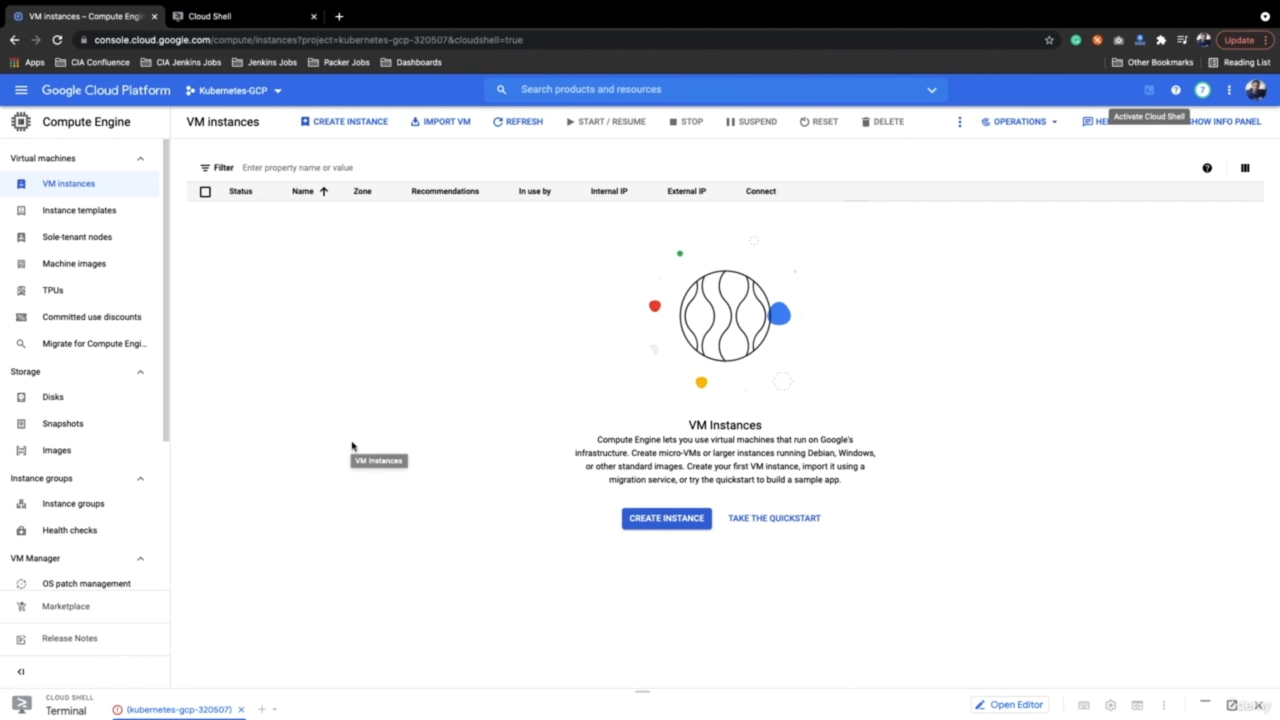 VM instances – Compute Engin
Cloud Shell
console.cloud.google.com/compute/instances?project=kubernetes-gcp-320507&cloudshell=true
Update
Apps
CIA Confluence
CIA Jenkins Jobs
Jenkins Jobs
Packer Jobs
Dashboards
Other Bookmarks
Reading List
Google Cloud Platform
Kubernetes-GCP
Search products and resources
7
Compute Engine
VM instances
CREATE INSTANCE
IMPORT VM
REFRESH
START / RESUME
STOP
SUSPEND
RESET
DELETE
OPERATIONS
HE
Activate Cloud Shell
HOW INFO PANEL
Virtual machines
VM instances
Instance templates
Sole-tenant nodes
Machine images
TPUs
Committed use discounts
Migrate for Compute Engi...
Storage
Disks
Snapshots
Images
Instance groups
Instance groups
Health checks
VM Manager
OS patch management
Marketplace
Release Notes
Filter Enter property name or value
Status Name Zone Recommendations In use by Internal IP External IP Connect
VM Instances
VM Instances
Compute Engine lets you use virtual machines that run on Google's
infrastructure. Create micro-VMs or larger instances running Debian, Windows,
or other standard images. Create your first VM instance, import it using a
migration service, or try the quickstart to build a sample app.
CREATE INSTANCE
TAKE THE QUICKSTART
CLOUD SHELL
Terminal
(kubernetes-gcp-320507)
Open Editor